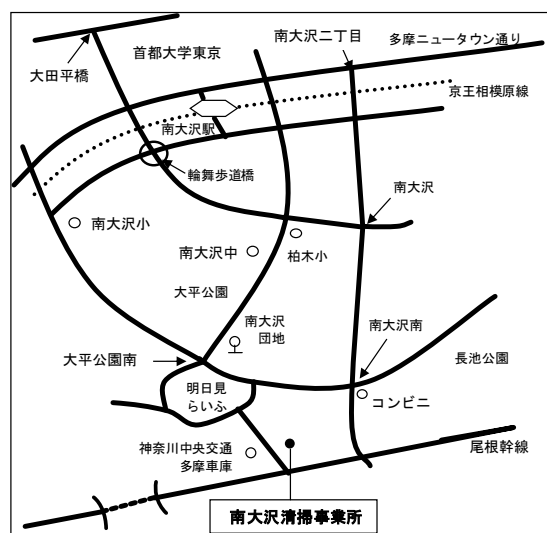 首都大学東京
南大沢二丁目
多摩ニュータウン通り
大田平橋
京王相模原線
南大沢駅
輪舞歩道橋
南大沢
南大沢小
南大沢中
柏木小
大平公園
南大沢
団地
南大沢南
大平公園南
長池公園
明日見
らいふ
コンビニ
神奈川中央交通
多摩車庫
尾根幹線
南大沢清掃事業所